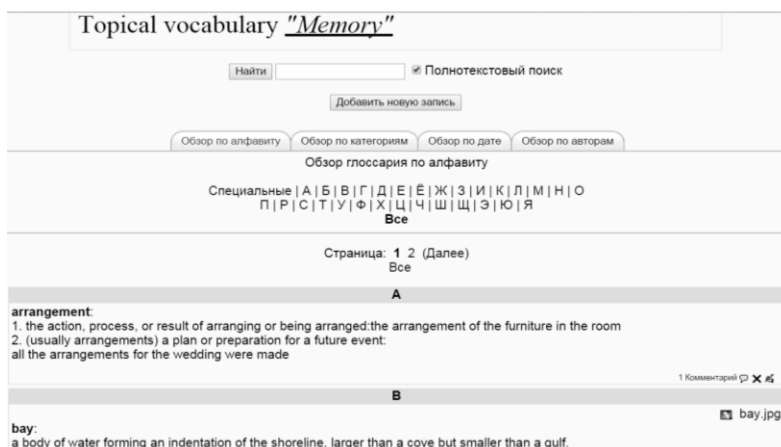 Topical vocabulary "Memory"
Найти
Полнотекстовый поиск
Добавить новую запись
Обзор по алфавиту Обзор по категориям Обзор по дате Обзор по авторам
Обзор глоссария по алфавиту
Специальные | А | Б | В | Г | Д | Е | Ё | Ж | З | И | К | Л | М | Н | О
П | Р | С | Т | У | Ф | Х | Ц | Ч | Ш | Щ | Э | Ю | Я
Все
Страница: 1 2 (Далее)
Все
A
arrangement:
1. the action, process, or result of arranging or being arranged:the arrangement of the furniture in the room
2. (usually arrangements) a plan or preparation for a future event:
all the arrangements for the wedding were made
1 Комментарий
B
bay.jpg
bay:
a body of water forming an indentation of the shoreline, larger than a cove but smaller than a gulf.